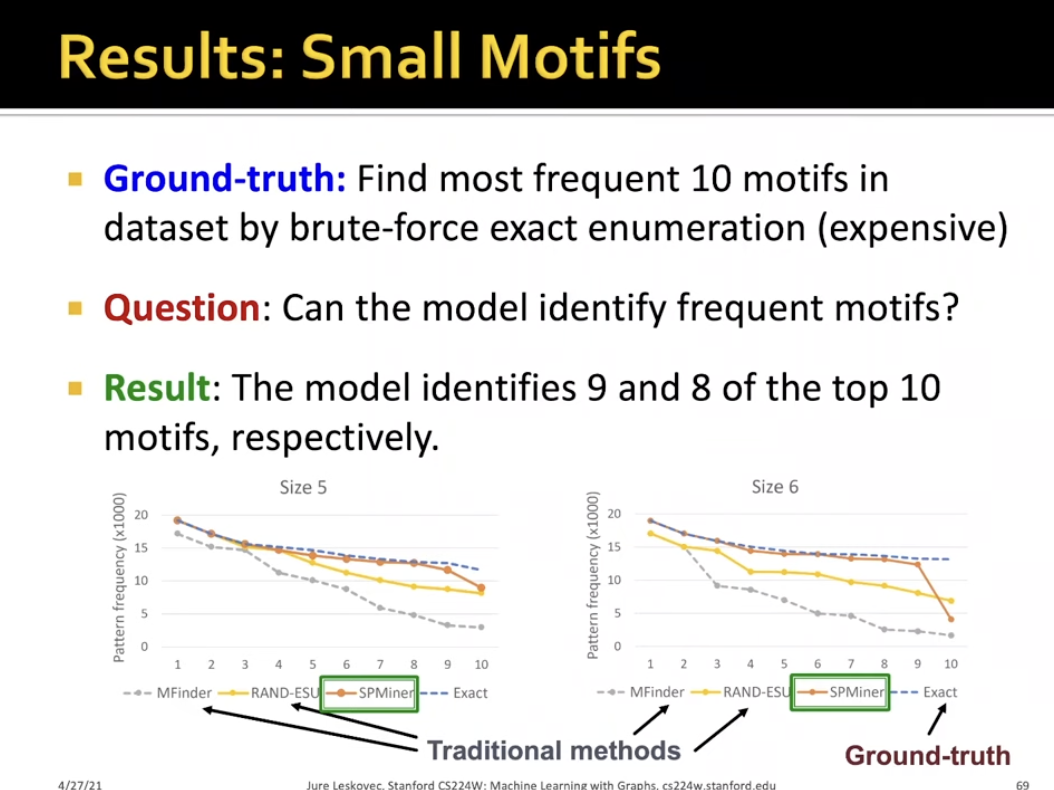 Results: Small Motifs
Ground-truth: Find most frequent 10 motifs in
dataset by brute-force exact enumeration (expensive)
Question: Can the model identify frequent motifs?
Result: The model identifies 9 and 8 of the top 10
motifs, respectively.
Size 5
Pattern frequency (x1000)
20
15
10
5
0
1 2 3 4 5 6 7 8 9 10
MFinder RAND-ESU SPMiner Exact
Size 6
Pattern frequency (x1000)
20
15
10
5
0
1 2 3 4 5 6 7 8 9 10
MFinder RAND-ESU SPMiner Exact
Traditional methods
Ground-truth
4/27/21 Jure Leskovec, Stanford CS224W: Machine Learning with Graphs, cs224w.stanford.edu 69